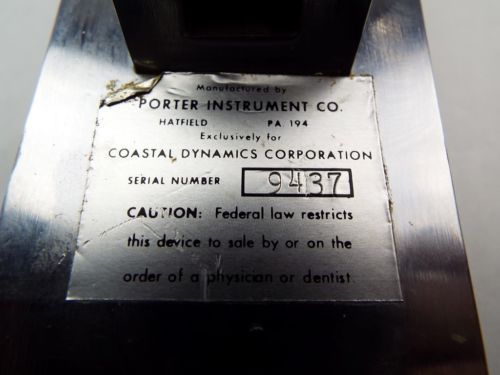 Manufactured by
PORTER INSTRUMENT CO.
HATFIELD PA 194
Exclusively for
COASTAL DYNAMICS CORPORATION
SERIAL NUMBER 9437
CAUTION: Federal law restricts
this device to sale by or on the
order of a physician or dentist.